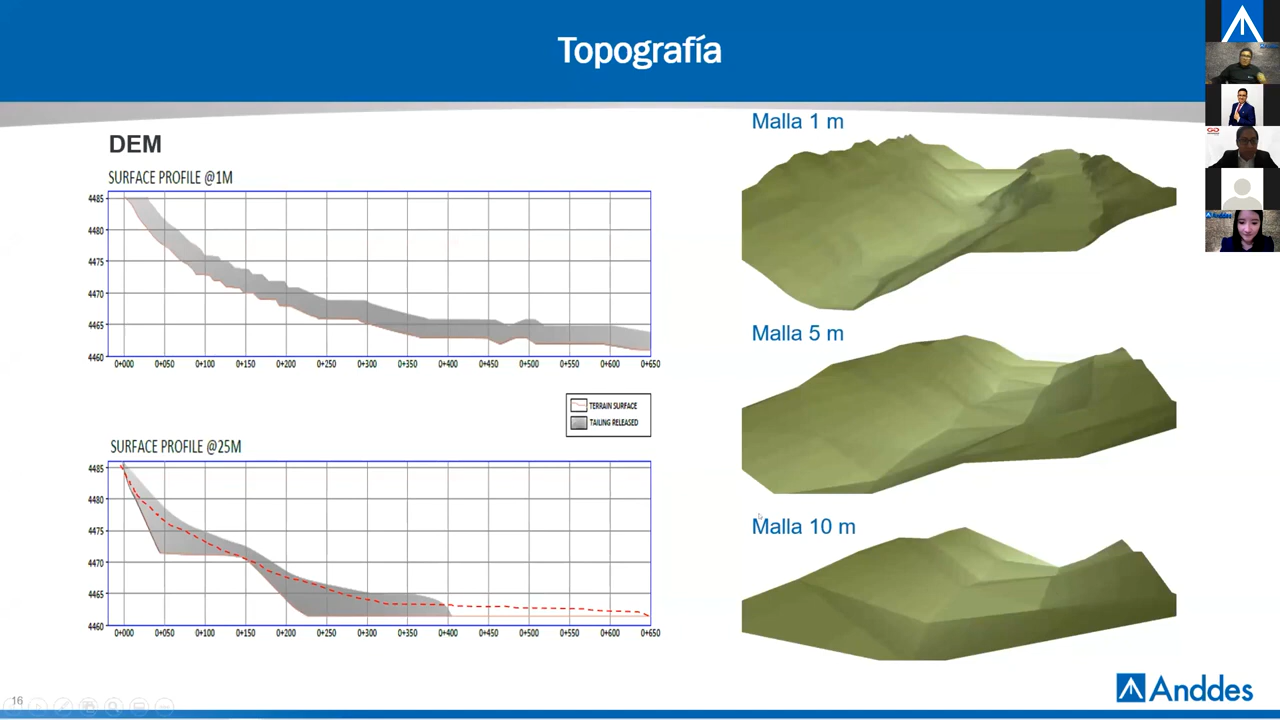 Topografía
DEM
SURFACE PROFILE @1M
4485
4480
4475
4470
4465
4460
0+000 0+050 0+100 0+150 0+200 0+250 0+300 0+350 0+400 0+450 0+500 0+550 0+600 0+650
TERRAIN SURFACE
TAILING RELEASED
SURFACE PROFILE @25M
4485
4480
4475
4470
4465
4460
0+000 0+050 0+100 0+150 0+200 0+250 0+300 0+350 0+400 0+450 0+500 0+550 0+600 0+650
Malla 1 m
Malla 5 m
Malla 10 m
16
Anddes